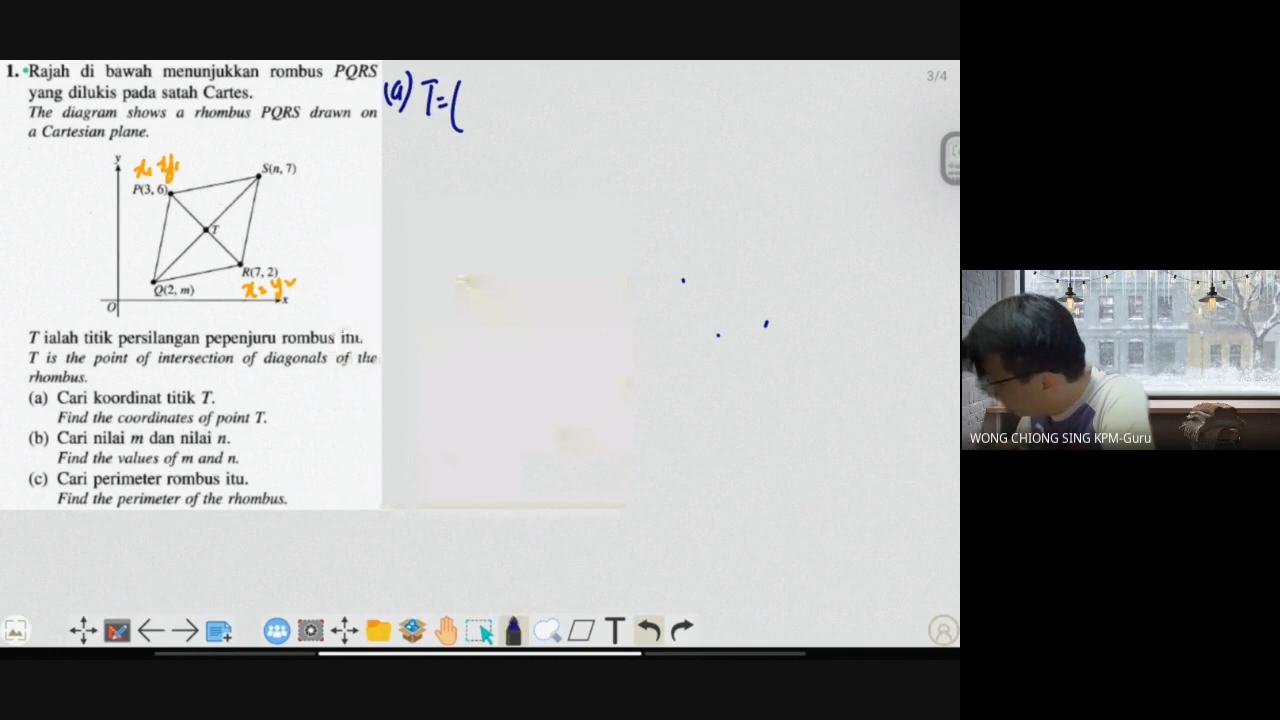 1. Rajah di bawah menunjukkan rombus PQRS
yang dilukis pada satah Cartes.
The diagram shows a rhombus PQRS drawn on
a Cartesian plane.
y
x₁ y₁
S(n, 7)
P(3, 6)
T
R(7, 2)
Q(2, m)
x₂ y₂
x
O
T ialah titik persilangan pepenjuru rombus itu.
T is the point of intersection of diagonals of the
rhombus.
(a) Cari koordinat titik T.
Find the coordinates of point T.
(b) Cari nilai m dan nilai n.
Find the values of m and n.
(c) Cari perimeter rombus itu.
Find the perimeter of the rhombus.
(a) T=(
3/4
T
WONG CHIONG SING KPM-Guru